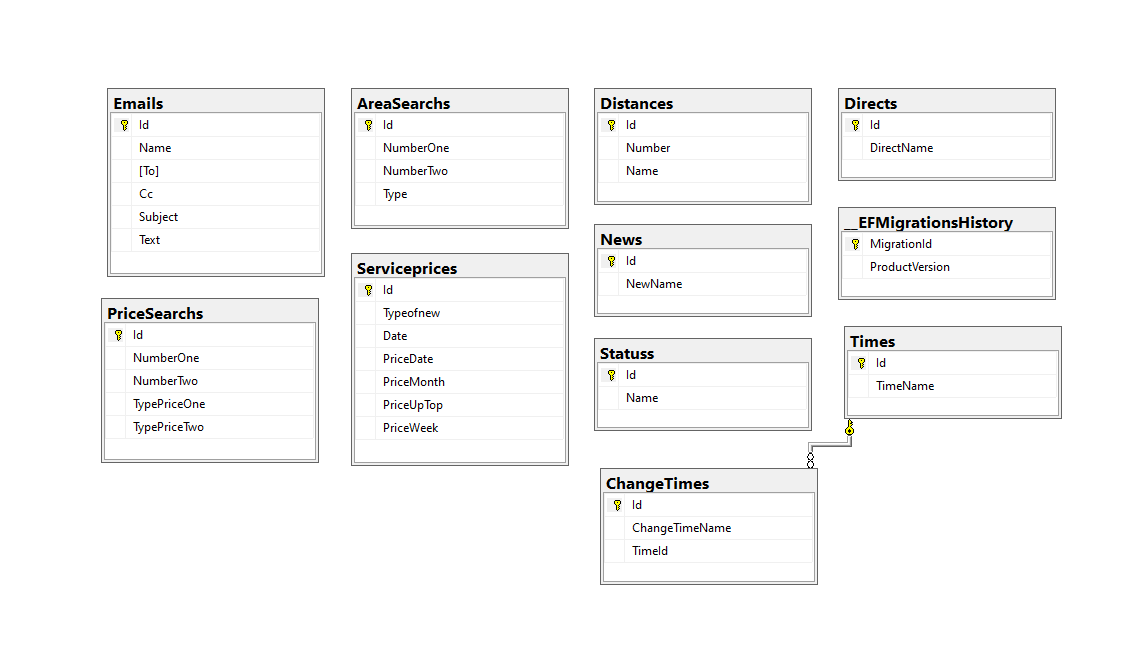 Emails
Id
Name
[To]
Cc
Subject
Text
PriceSearchs
Id
NumberOne
NumberTwo
TypePriceOne
TypePriceTwo
AreaSearchs
Id
NumberOne
NumberTwo
Type
Serviceprices
Id
Typeofnew
Date
PriceDate
PriceMonth
PriceUpTop
PriceWeek
Distances
Id
Number
Name
News
Id
NewName
Statuss
Id
Name
ChangeTimes
Id
ChangeTimeName
TimeId
Directs
Id
DirectName
__EFMigrationsHistory
MigrationId
ProductVersion
Times
Id
TimeName